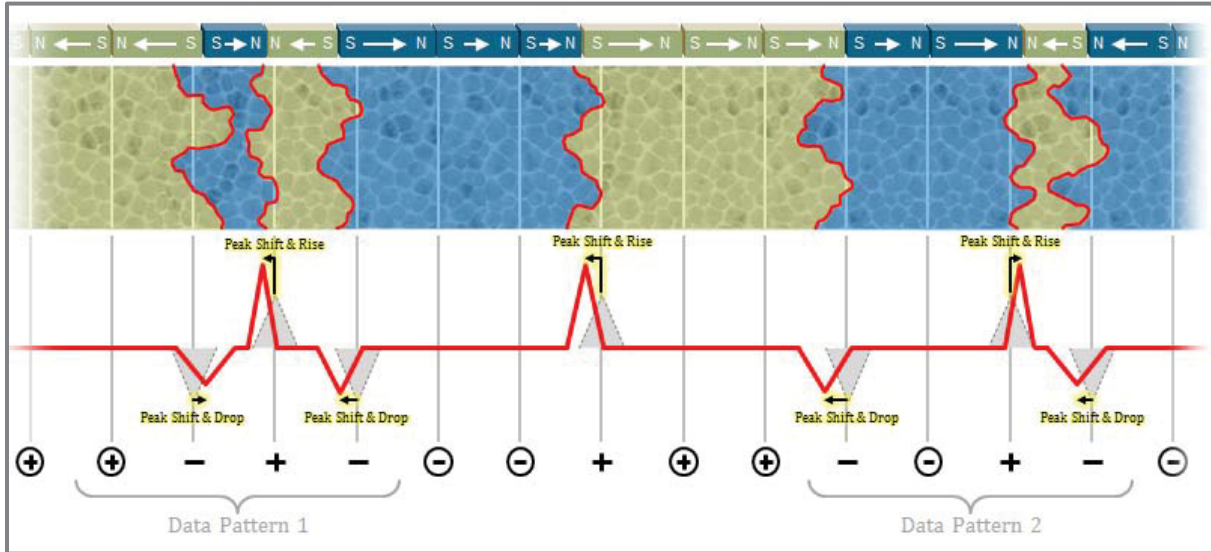 S N ← S N ← S S → N N ← S S → N S → N S → N S → N S → N S → N S → N S → N N ← S N ← S N
Peak Shift & Rise Peak Shift & Rise Peak Shift & Rise
Peak Shift & Drop Peak Shift & Drop Peak Shift & Drop Peak Shift & Drop
⊕ ⊕ − + − ⊖ ⊖ + ⊕ ⊕ − ⊖ + − ⊖
Data Pattern 1 Data Pattern 2